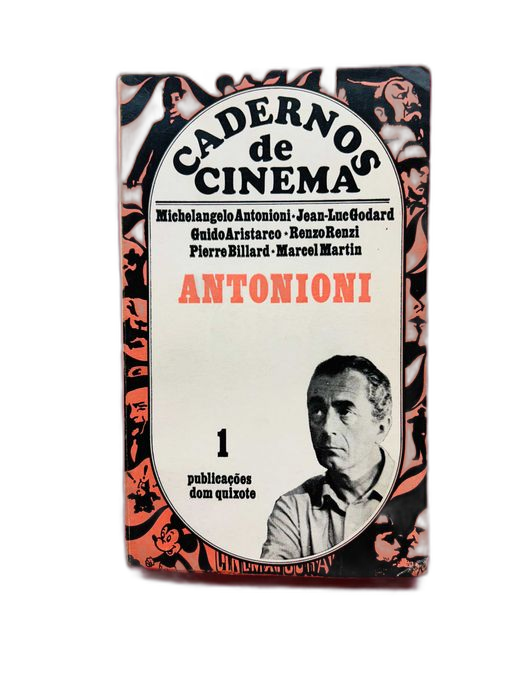 CADERNOS
de
CINEMA
Michelangelo Antonioni • Jean-Luc Godard
Guido Aristarco • Renzo Renzi
Pierre Billard • Marcel Martin
ANTONIONI
1
publicações
dom quixote